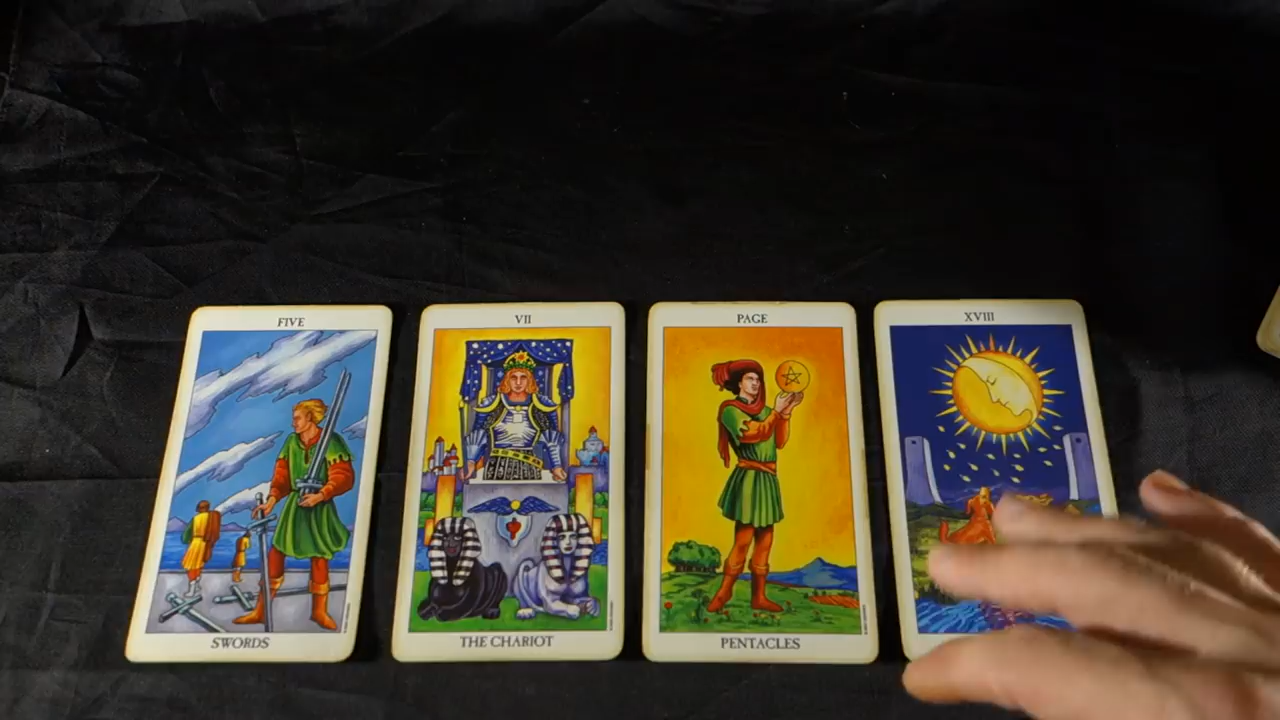 FIVE
SWORDS
VII
THE CHARIOT
PAGE
PENTACLES
XVIII